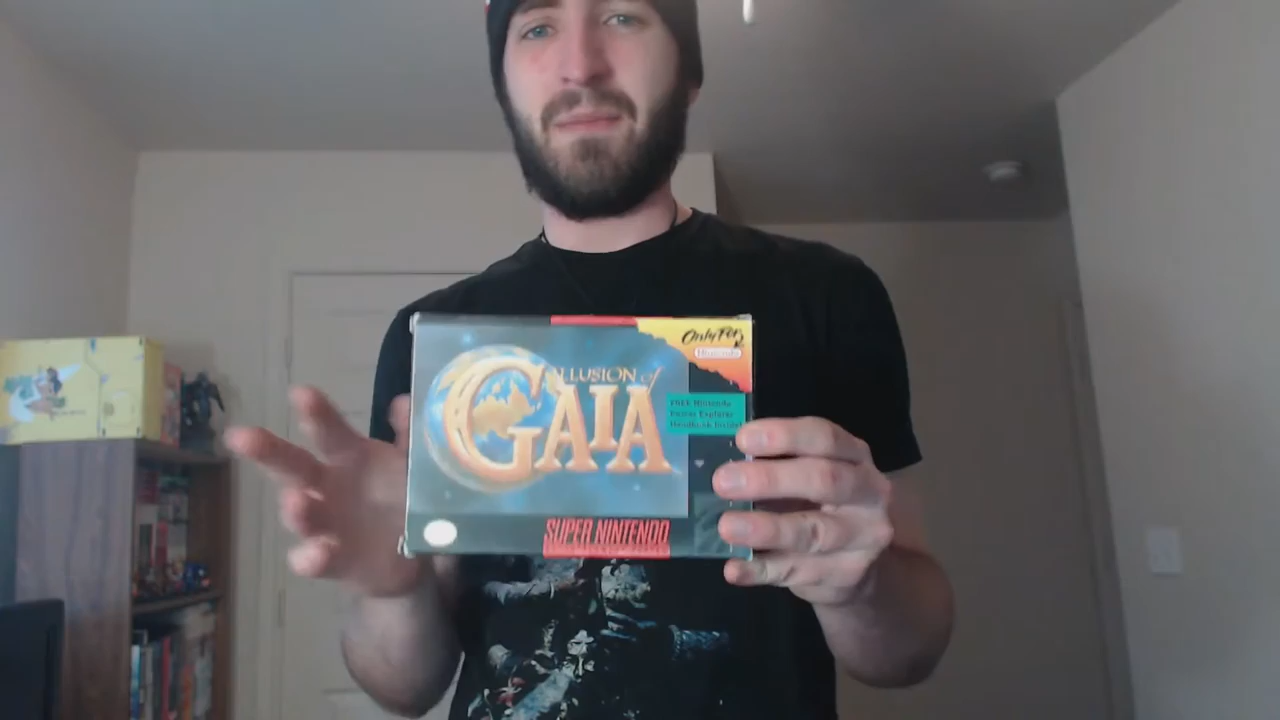 Only For
Nintendo
ILLUSION of
GAIA
FREE Nintendo
Power Explorer
Handbook Inside!
SUPER NINTENDO